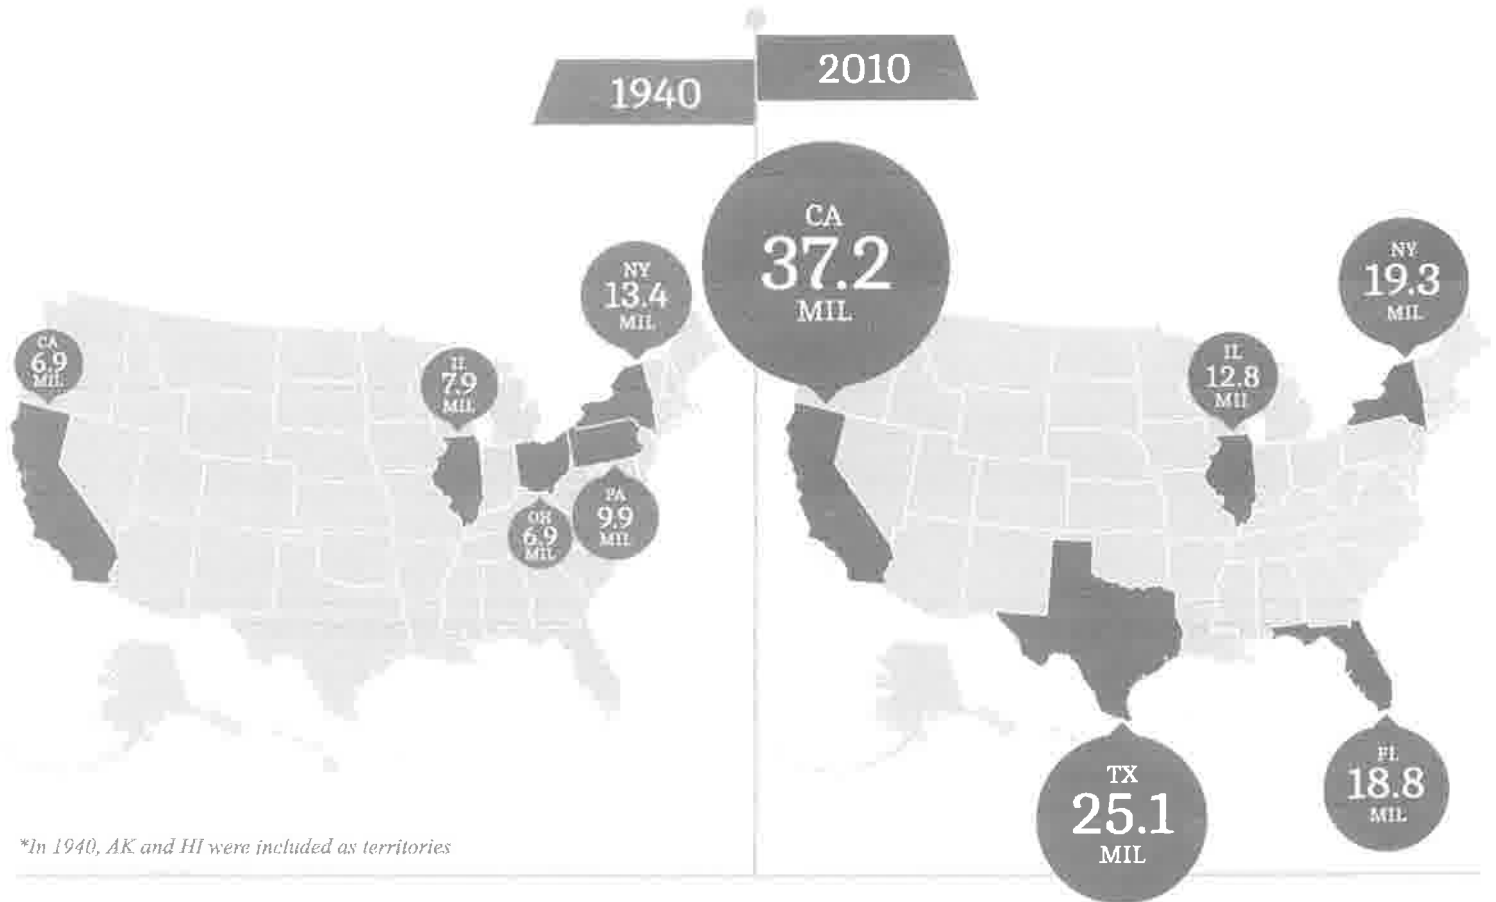 1940
2010
CA
6.9
MIL
IL
7.9
MIL
NY
13.4
MIL
OH
6.9
MIL
PA
9.9
MIL
*In 1940, AK and HI were included as territories
CA
37.2
MIL
IL
12.8
MIL
NY
19.3
MIL
TX
25.1
MIL
FL
18.8
MIL